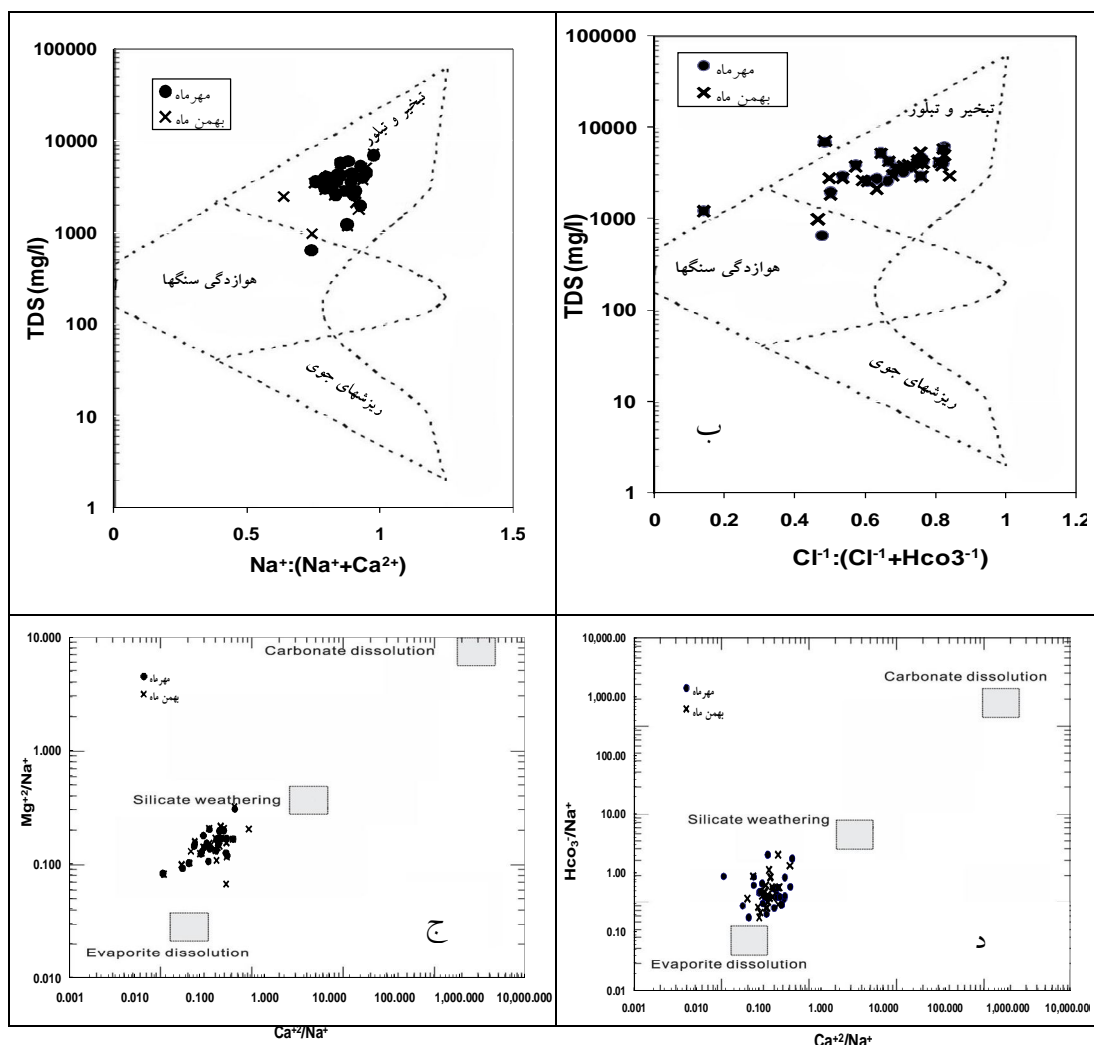 100000
10000
1000
100
10
1
TDS (mg/l)
مهرماه
بهمن ماه
تبخیر و تبلور
هوازدگی سنگها
ریزشهای جوی
0
0.5
1
1.5
Na⁺:(Na⁺+Ca²⁺)
100000
10000
1000
100
10
1
TDS (mg/l)
مهرماه
بهمن ماه
تبخیر و تبلور
هوازدگی سنگها
ریزشهای جوی
ب
0
0.2
0.4
0.6
0.8
1
1.2
Cl⁻¹:(Cl⁻¹+Hco3⁻¹)
10.000
1.000
0.100
0.010
Mg⁺²/Na⁺
مهرماه
بهمن ماه
Carbonate dissolution
Silicate weathering
Evaporite dissolution
ج
0.001
0.010
0.100
1.000
10.000
100.000
1,000.000
10,000.000
Ca⁺²/Na⁺
10,000.00
1,000.00
100.00
10.00
1.00
0.10
0.01
Hco₃⁻/Na⁺
مهرماه
بهمن ماه
Carbonate dissolution
Silicate weathering
Evaporite dissolution
د
0.001
0.010
0.100
1.000
10.000
100.000
1,000.000
10,000.00
Ca⁺²/Na⁺